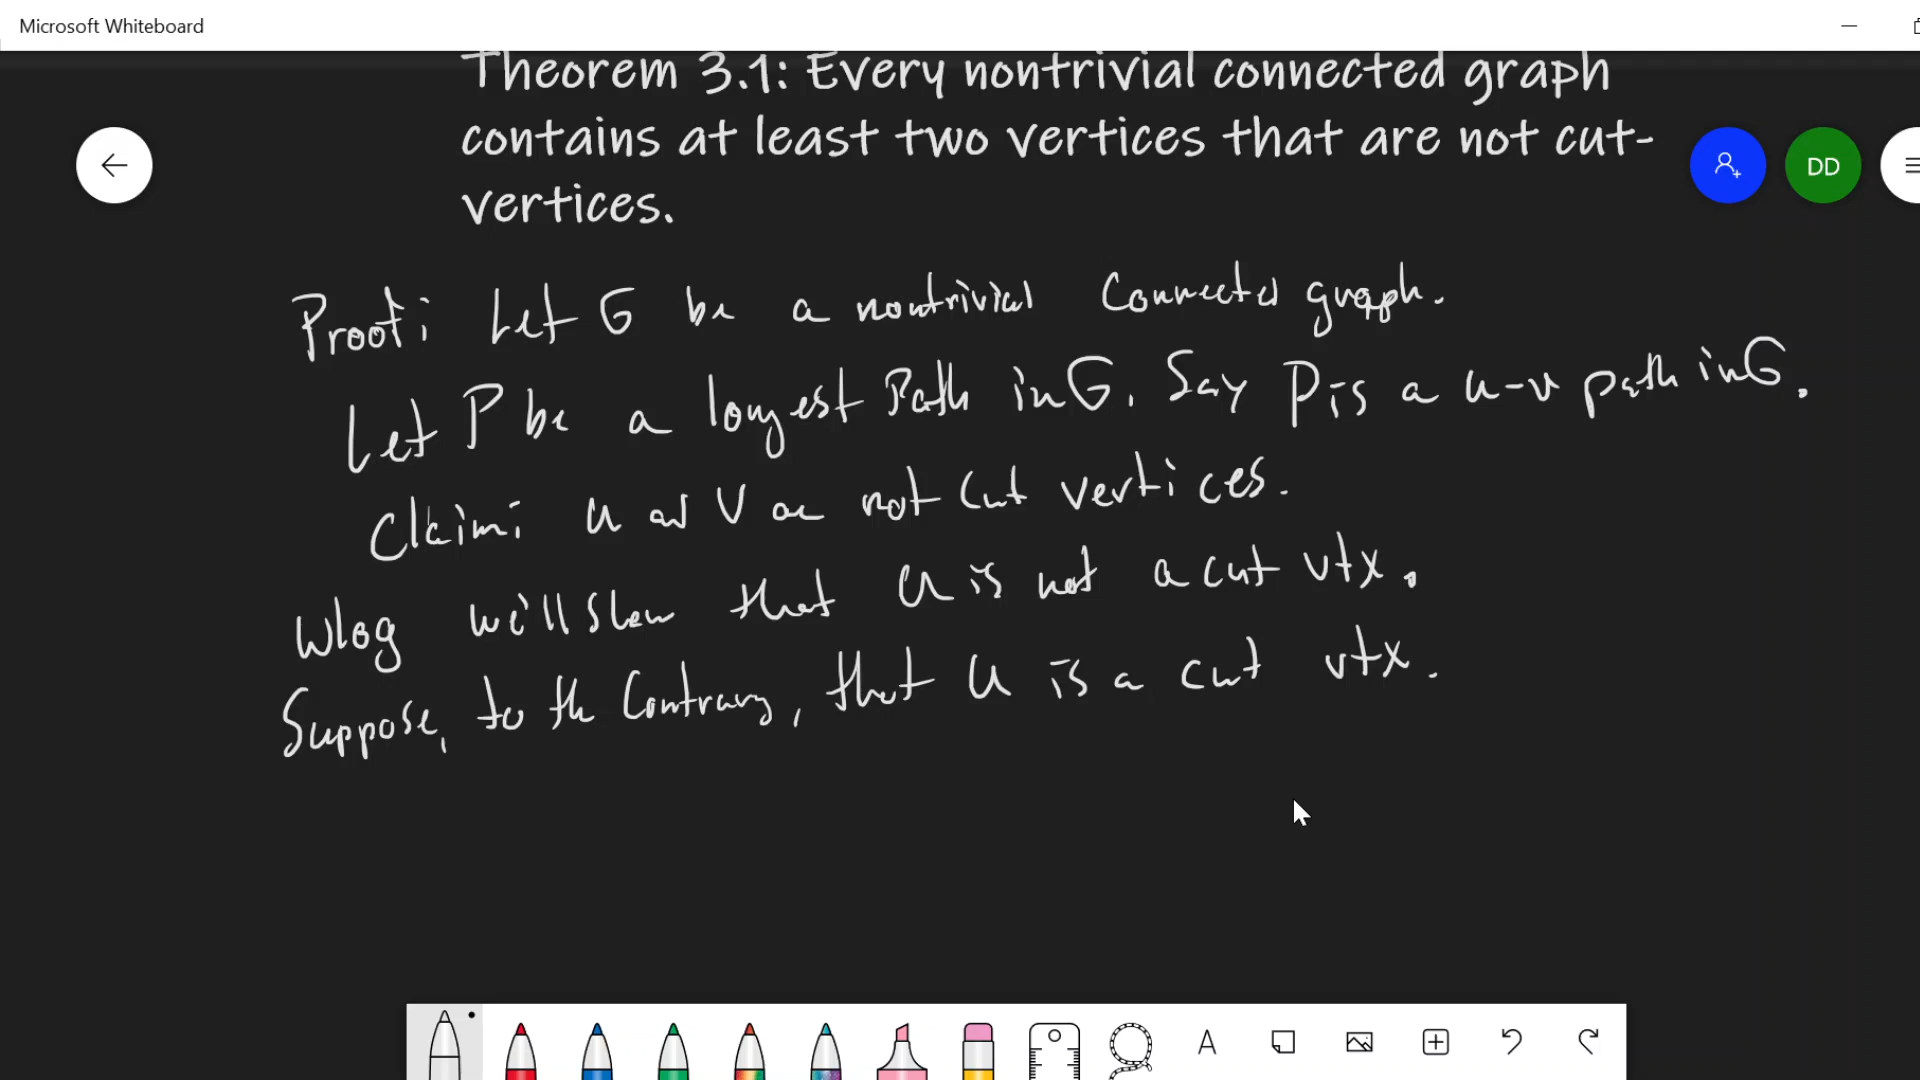 Microsoft Whiteboard
Theorem 3.1: Every nontrivial connected graph
contains at least two vertices that are not cut-
vertices.
DD
Proof: Let G be a nontrivial connected graph.
Let P be a longest Path in G. Say P is a u-v path in G.
Claim: u and v are not cut vertices.
Wlog we'll show that u is not a cut vtx.
Suppose, to the contrary, that u is a cut vtx.
A